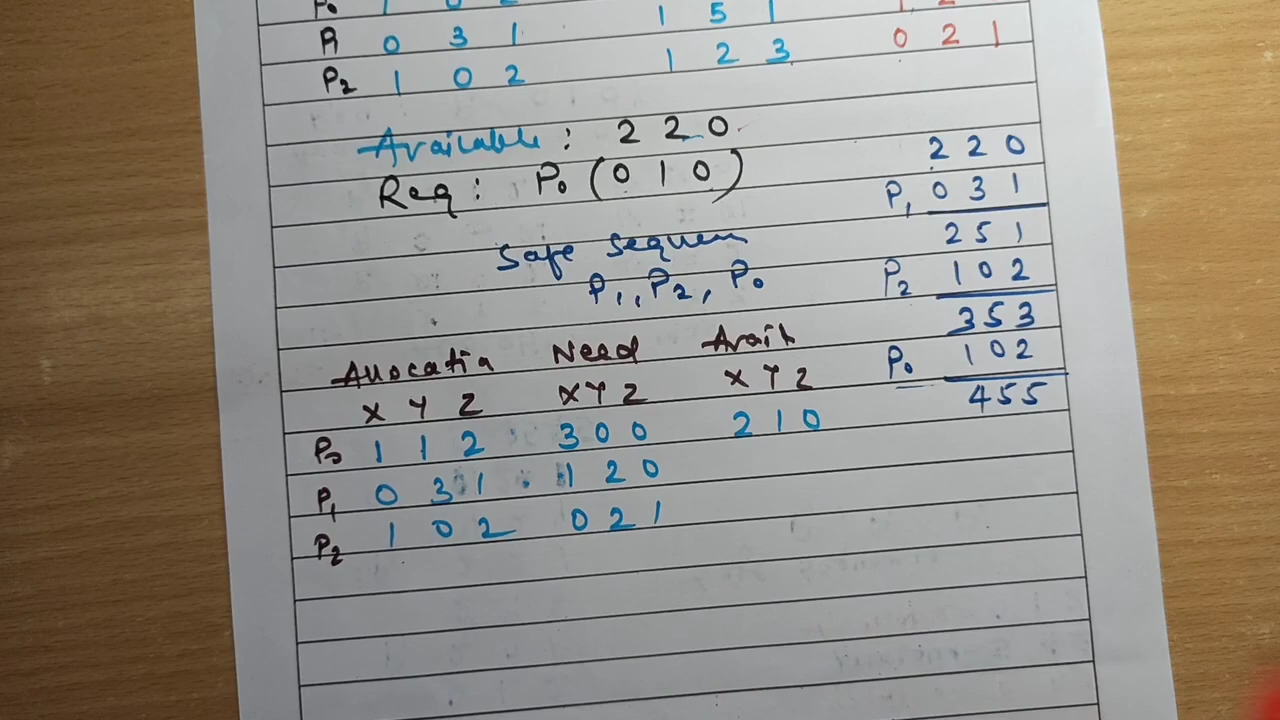 P₁ 0 3 1 1 5 1
P₂ 1 0 2 1 2 3 0 2 1
Available : 2 2 0
Req : P₀ (0 1 0)
Safe Sequen
P₁, P₂, P₀
2 2 0
P₁ 0 3 1
2 5 1
P₂ 1 0 2
3 5 3
P₀ 1 0 2
4 5 5
Allocatin Need Avail
X Y Z X Y Z X Y Z
P₀ 1 1 2 3 0 0 2 1 0
P₁ 0 3 1 1 2 0
P₂ 1 0 2 0 2 1